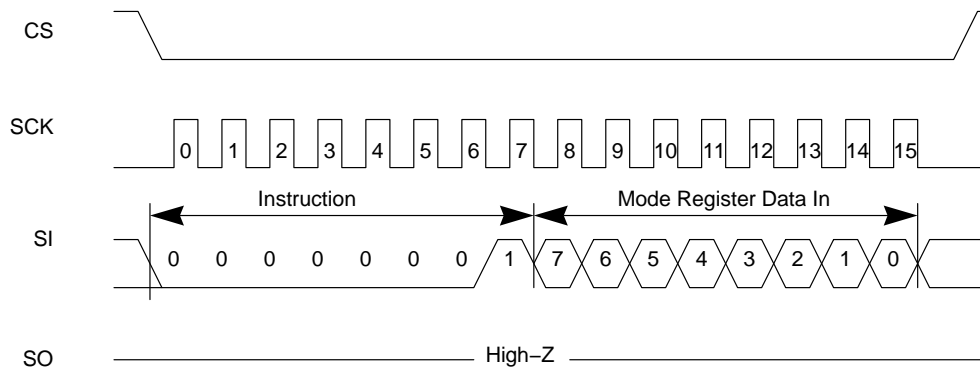 CS
SCK
0 1 2 3 4 5 6 7 8 9 10 11 12 13 14 15
Instruction Mode Register Data In
SI
0 0 0 0 0 0 0 1 7 6 5 4 3 2 1 0
SO High−Z